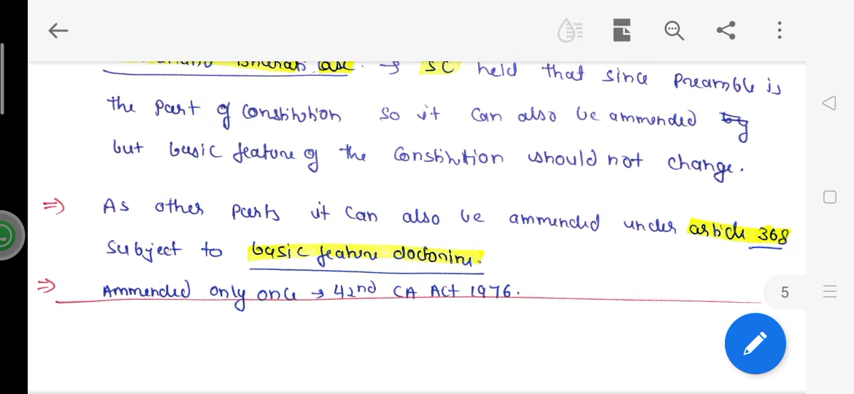 Bharati case → SC held that since Preamble is
the part of constitution so it can also be ammended by
but basic feature of the Constitution should not change.
⇒ As other parts it can also be ammended under article 368
Subject to basic feature doctorine.
⇒ Ammended only once → 42nd CA Act 1976.
5